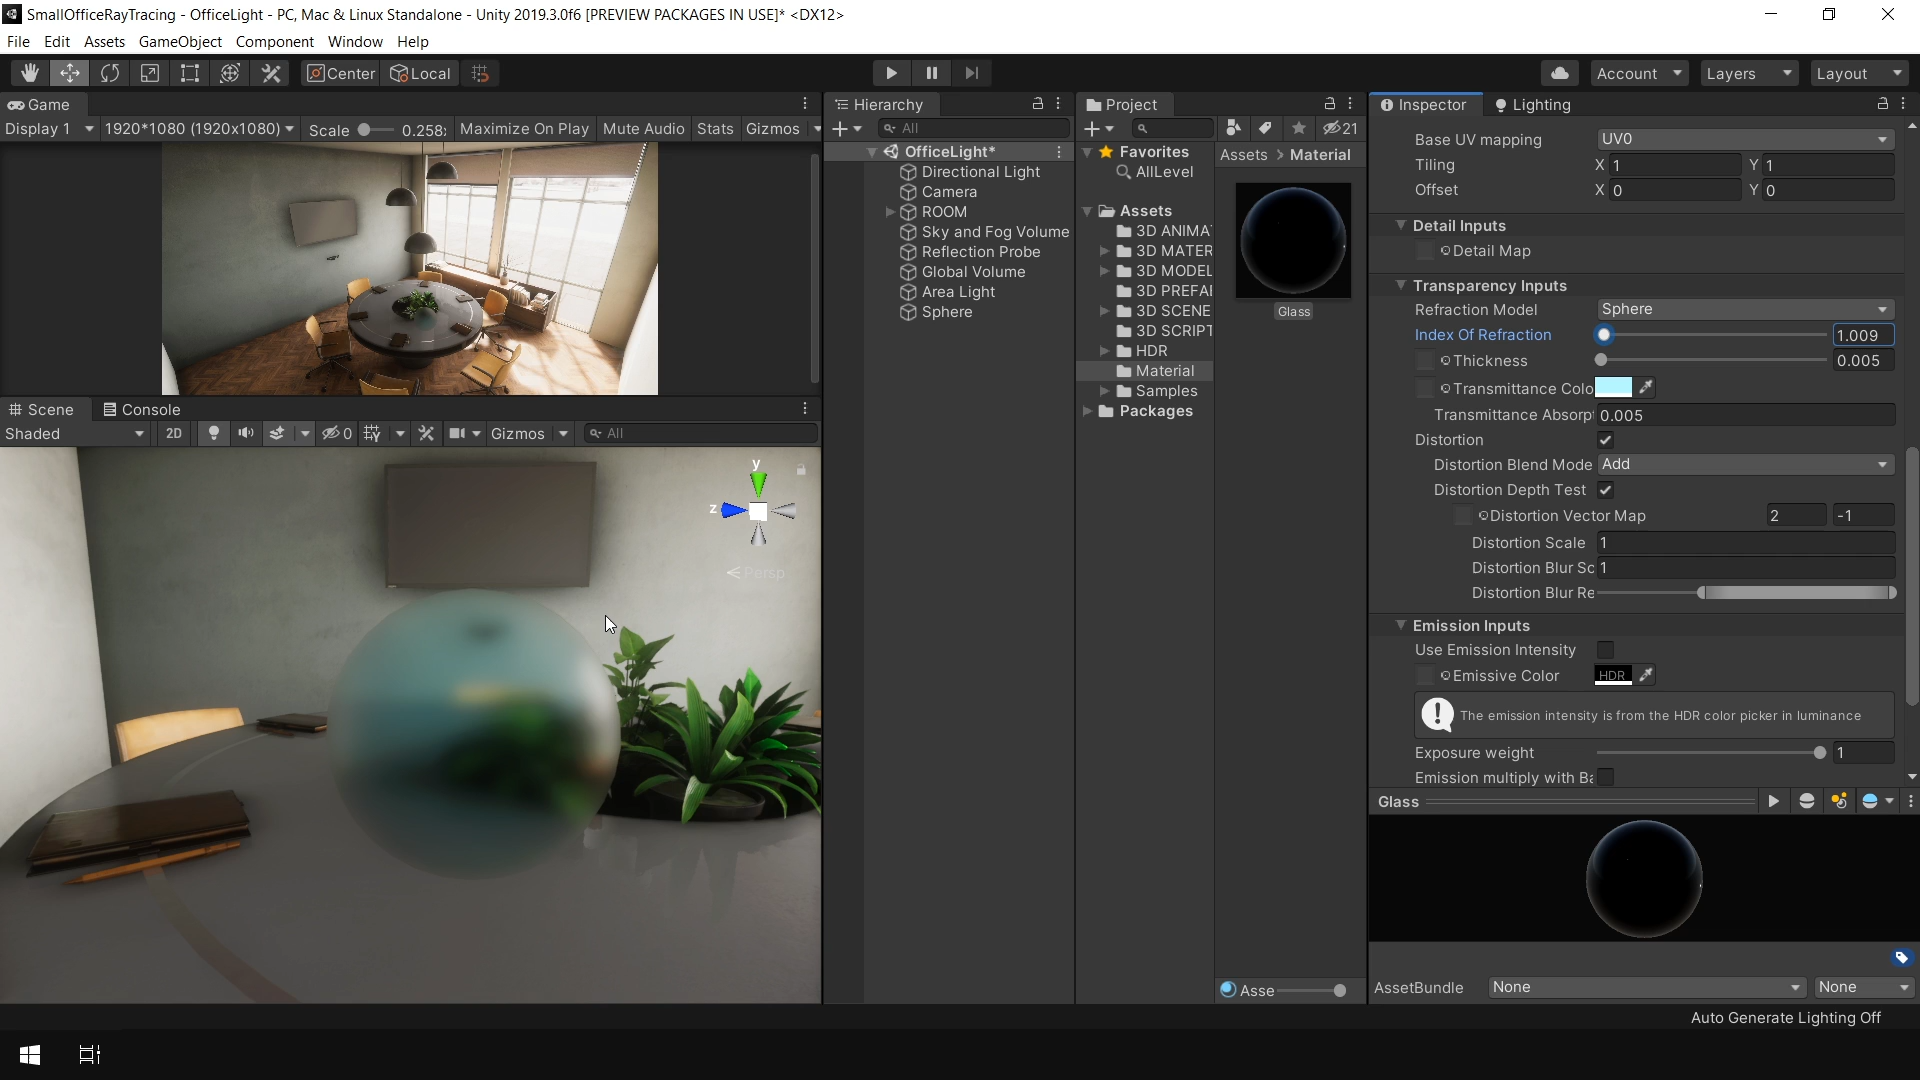 SmallOfficeRayTracing - OfficeLight - PC, Mac & Linux Standalone - Unity 2019.3.0f6 [PREVIEW PACKAGES IN USE]* <DX12>
File Edit Assets GameObject Component Window Help
Center Local Account Layers Layout
Game
Display 1 1920*1080 (1920x1080) Scale 0.258: Maximize On Play Mute Audio Stats Gizmos
Scene Console
Shaded 2D 0 Gizmos All
y
z
Persp
Hierarchy
All
OfficeLight*
Directional Light
Camera
ROOM
Sky and Fog Volume
Reflection Probe
Global Volume
Area Light
Sphere
Project
21
Favorites
AllLevel
Assets
3D ANIMA
3D MATER
3D MODEL
3D PREFAI
3D SCENE
3D SCRIPT
HDR
Material
Samples
Packages
Assets > Material
Glass
Asse
Inspector Lighting
Base UV mapping UV0
Tiling X 1 Y 1
Offset X 0 Y 0
Detail Inputs
Detail Map
Transparency Inputs
Refraction Model Sphere
Index Of Refraction 1.009
Thickness 0.005
Transmittance Colo
Transmittance Absorp 0.005
Distortion
Distortion Blend Mode Add
Distortion Depth Test
Distortion Vector Map 2 -1
Distortion Scale 1
Distortion Blur Sc 1
Distortion Blur Re
Emission Inputs
Use Emission Intensity
Emissive Color HDR
The emission intensity is from the HDR color picker in luminance
Exposure weight 1
Emission multiply with Ba
Glass
AssetBundle None None
Auto Generate Lighting Off